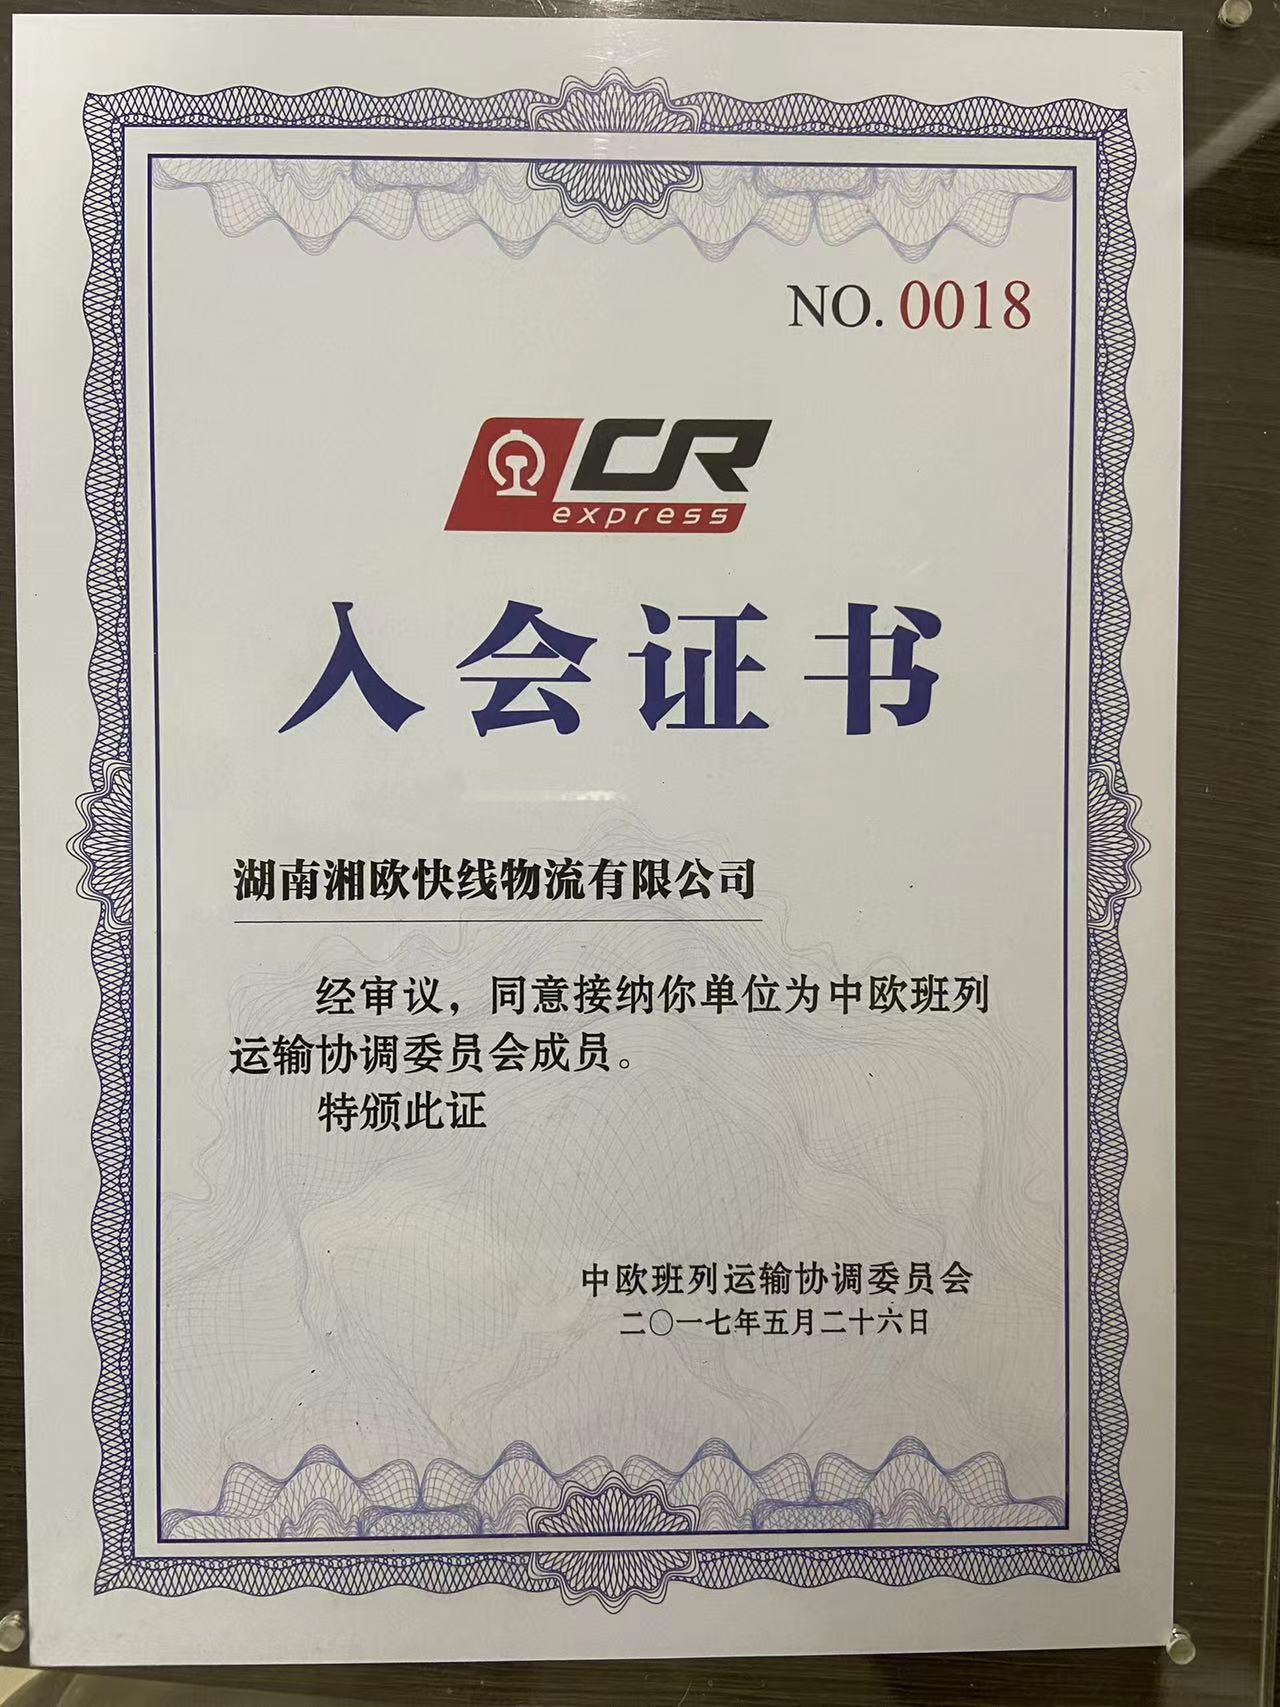 NO. 0018
CR
express
入会证书
湖南湘欧快线物流有限公司
经审议，同意接纳你单位为中欧班列
运输协调委员会成员。
特颁此证
中欧班列运输协调委员会
二〇一七年五月二十六日